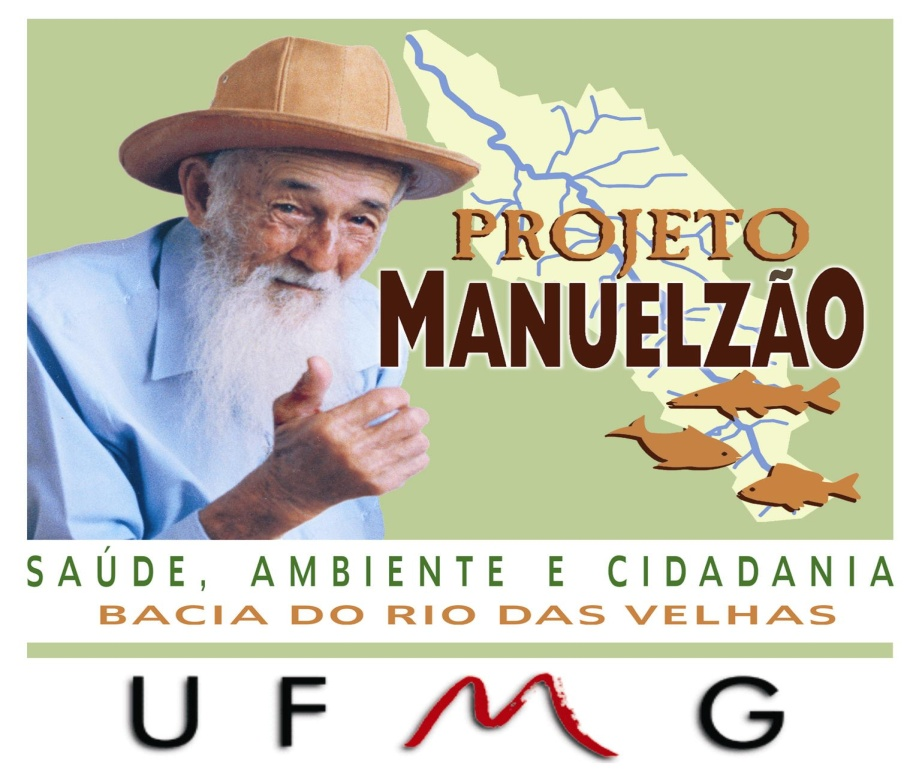 PROJETO
MANUELZÃO
SAÚDE, AMBIENTE E CIDADANIA
BACIA DO RIO DAS VELHAS
UFMG